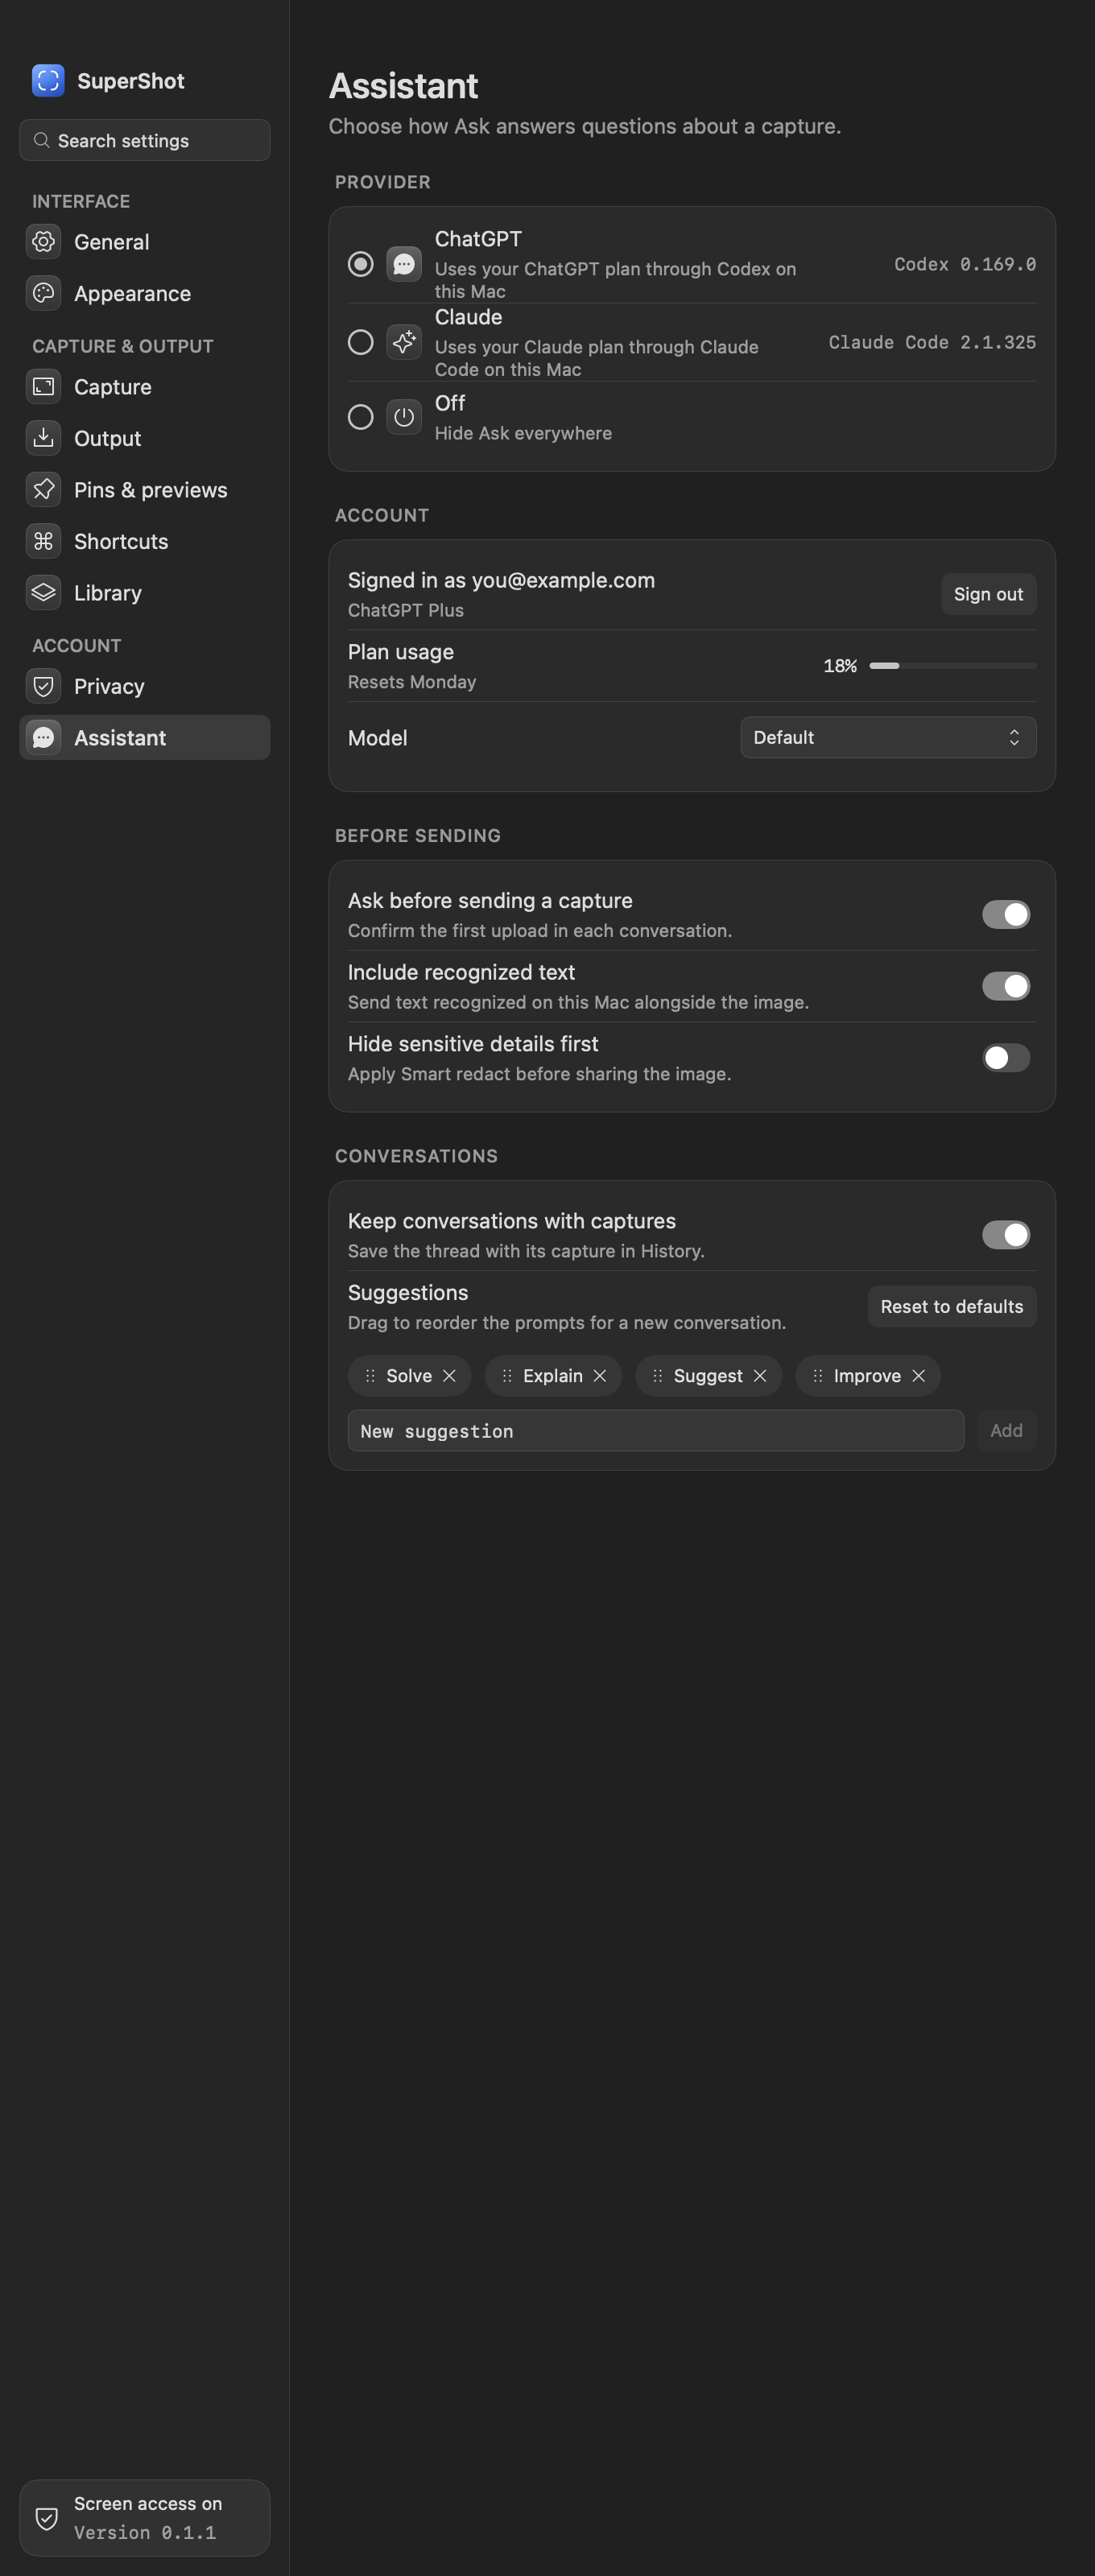 SuperShot
Search settings
INTERFACE
General
Appearance
CAPTURE & OUTPUT
Capture
Output
Pins & previews
Shortcuts
Library
ACCOUNT
Privacy
Assistant
Screen access on
Version 0.1.1
Assistant
Choose how Ask answers questions about a capture.
PROVIDER
ChatGPT
Uses your ChatGPT plan through Codex on
this Mac
Codex 0.169.0
Claude
Uses your Claude plan through Claude
Code on this Mac
Claude Code 2.1.325
Off
Hide Ask everywhere
ACCOUNT
Signed in as you@example.com
ChatGPT Plus
Sign out
Plan usage
Resets Monday
18%
Model
Default
BEFORE SENDING
Ask before sending a capture
Confirm the first upload in each conversation.
Include recognized text
Send text recognized on this Mac alongside the image.
Hide sensitive details first
Apply Smart redact before sharing the image.
CONVERSATIONS
Keep conversations with captures
Save the thread with its capture in History.
Suggestions
Drag to reorder the prompts for a new conversation.
Reset to defaults
Solve
Explain
Suggest
Improve
New suggestion
Add